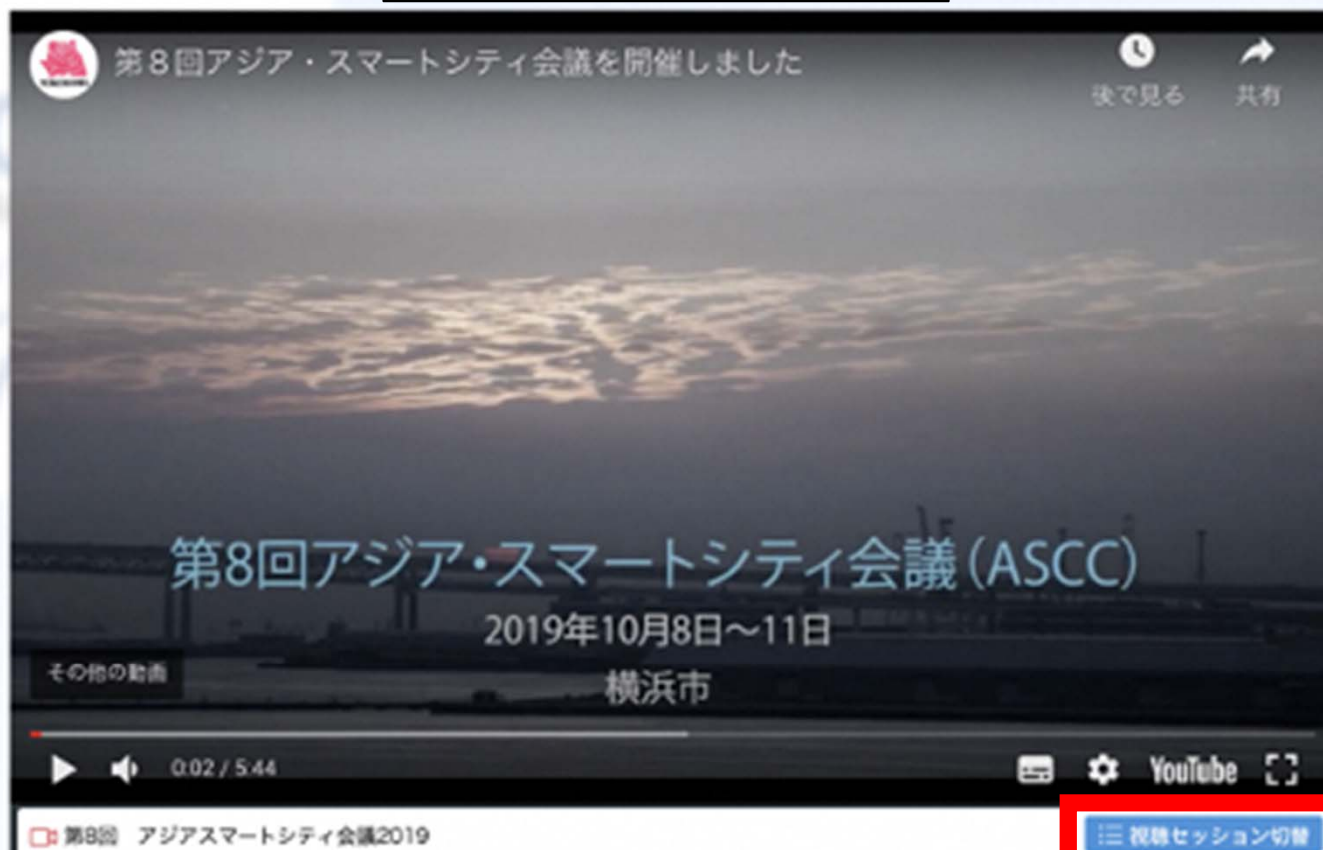 第8回アジア・スマートシティ会議を開催しました
後で見る
共有
第8回アジア・スマートシティ会議(ASCC)
2019年10月8日〜11日
横浜市
その他の動画
0:02 / 5:44
YouTube
第8回 アジアスマートシティ会議2019
視聴セッション切替